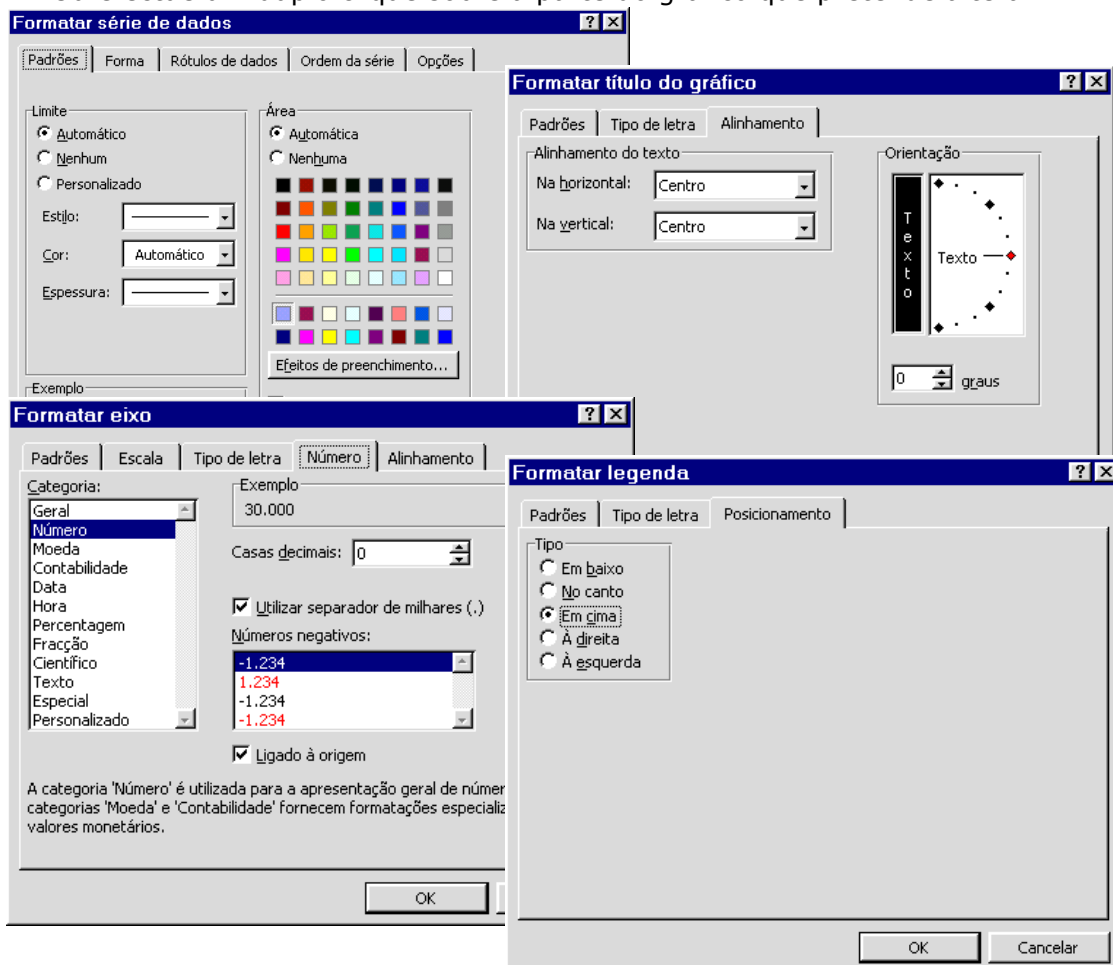 Formatar série de dados
Padrões Forma Rótulos de dados Ordem da série Opções
Limite
Automático
Nenhum
Personalizado
Estilo:
Cor: Automático
Espessura:
Exemplo
Área
Automática
Nenhuma
Efeitos de preenchimento...
Formatar título do gráfico
Padrões Tipo de letra Alinhamento
Alinhamento do texto
Na horizontal: Centro
Na vertical: Centro
Orientação
Texto
Texto
0 graus
Formatar eixo
Padrões Escala Tipo de letra Número Alinhamento
Categoria:
Geral
Número
Moeda
Contabilidade
Data
Hora
Percentagem
Fracção
Científico
Texto
Especial
Personalizado
Exemplo
30.000
Casas decimais: 0
Utilizar separador de milhares (.)
Números negativos:
-1.234
1.234
-1.234
-1.234
Ligado à origem
A categoria 'Número' é utilizada para a apresentação geral de númer
categorias 'Moeda' e 'Contabilidade' fornecem formatações especializ
valores monetários.
OK
Formatar legenda
Padrões Tipo de letra Posicionamento
Tipo
Em baixo
No canto
Em cima
À direita
À esquerda
OK Cancelar